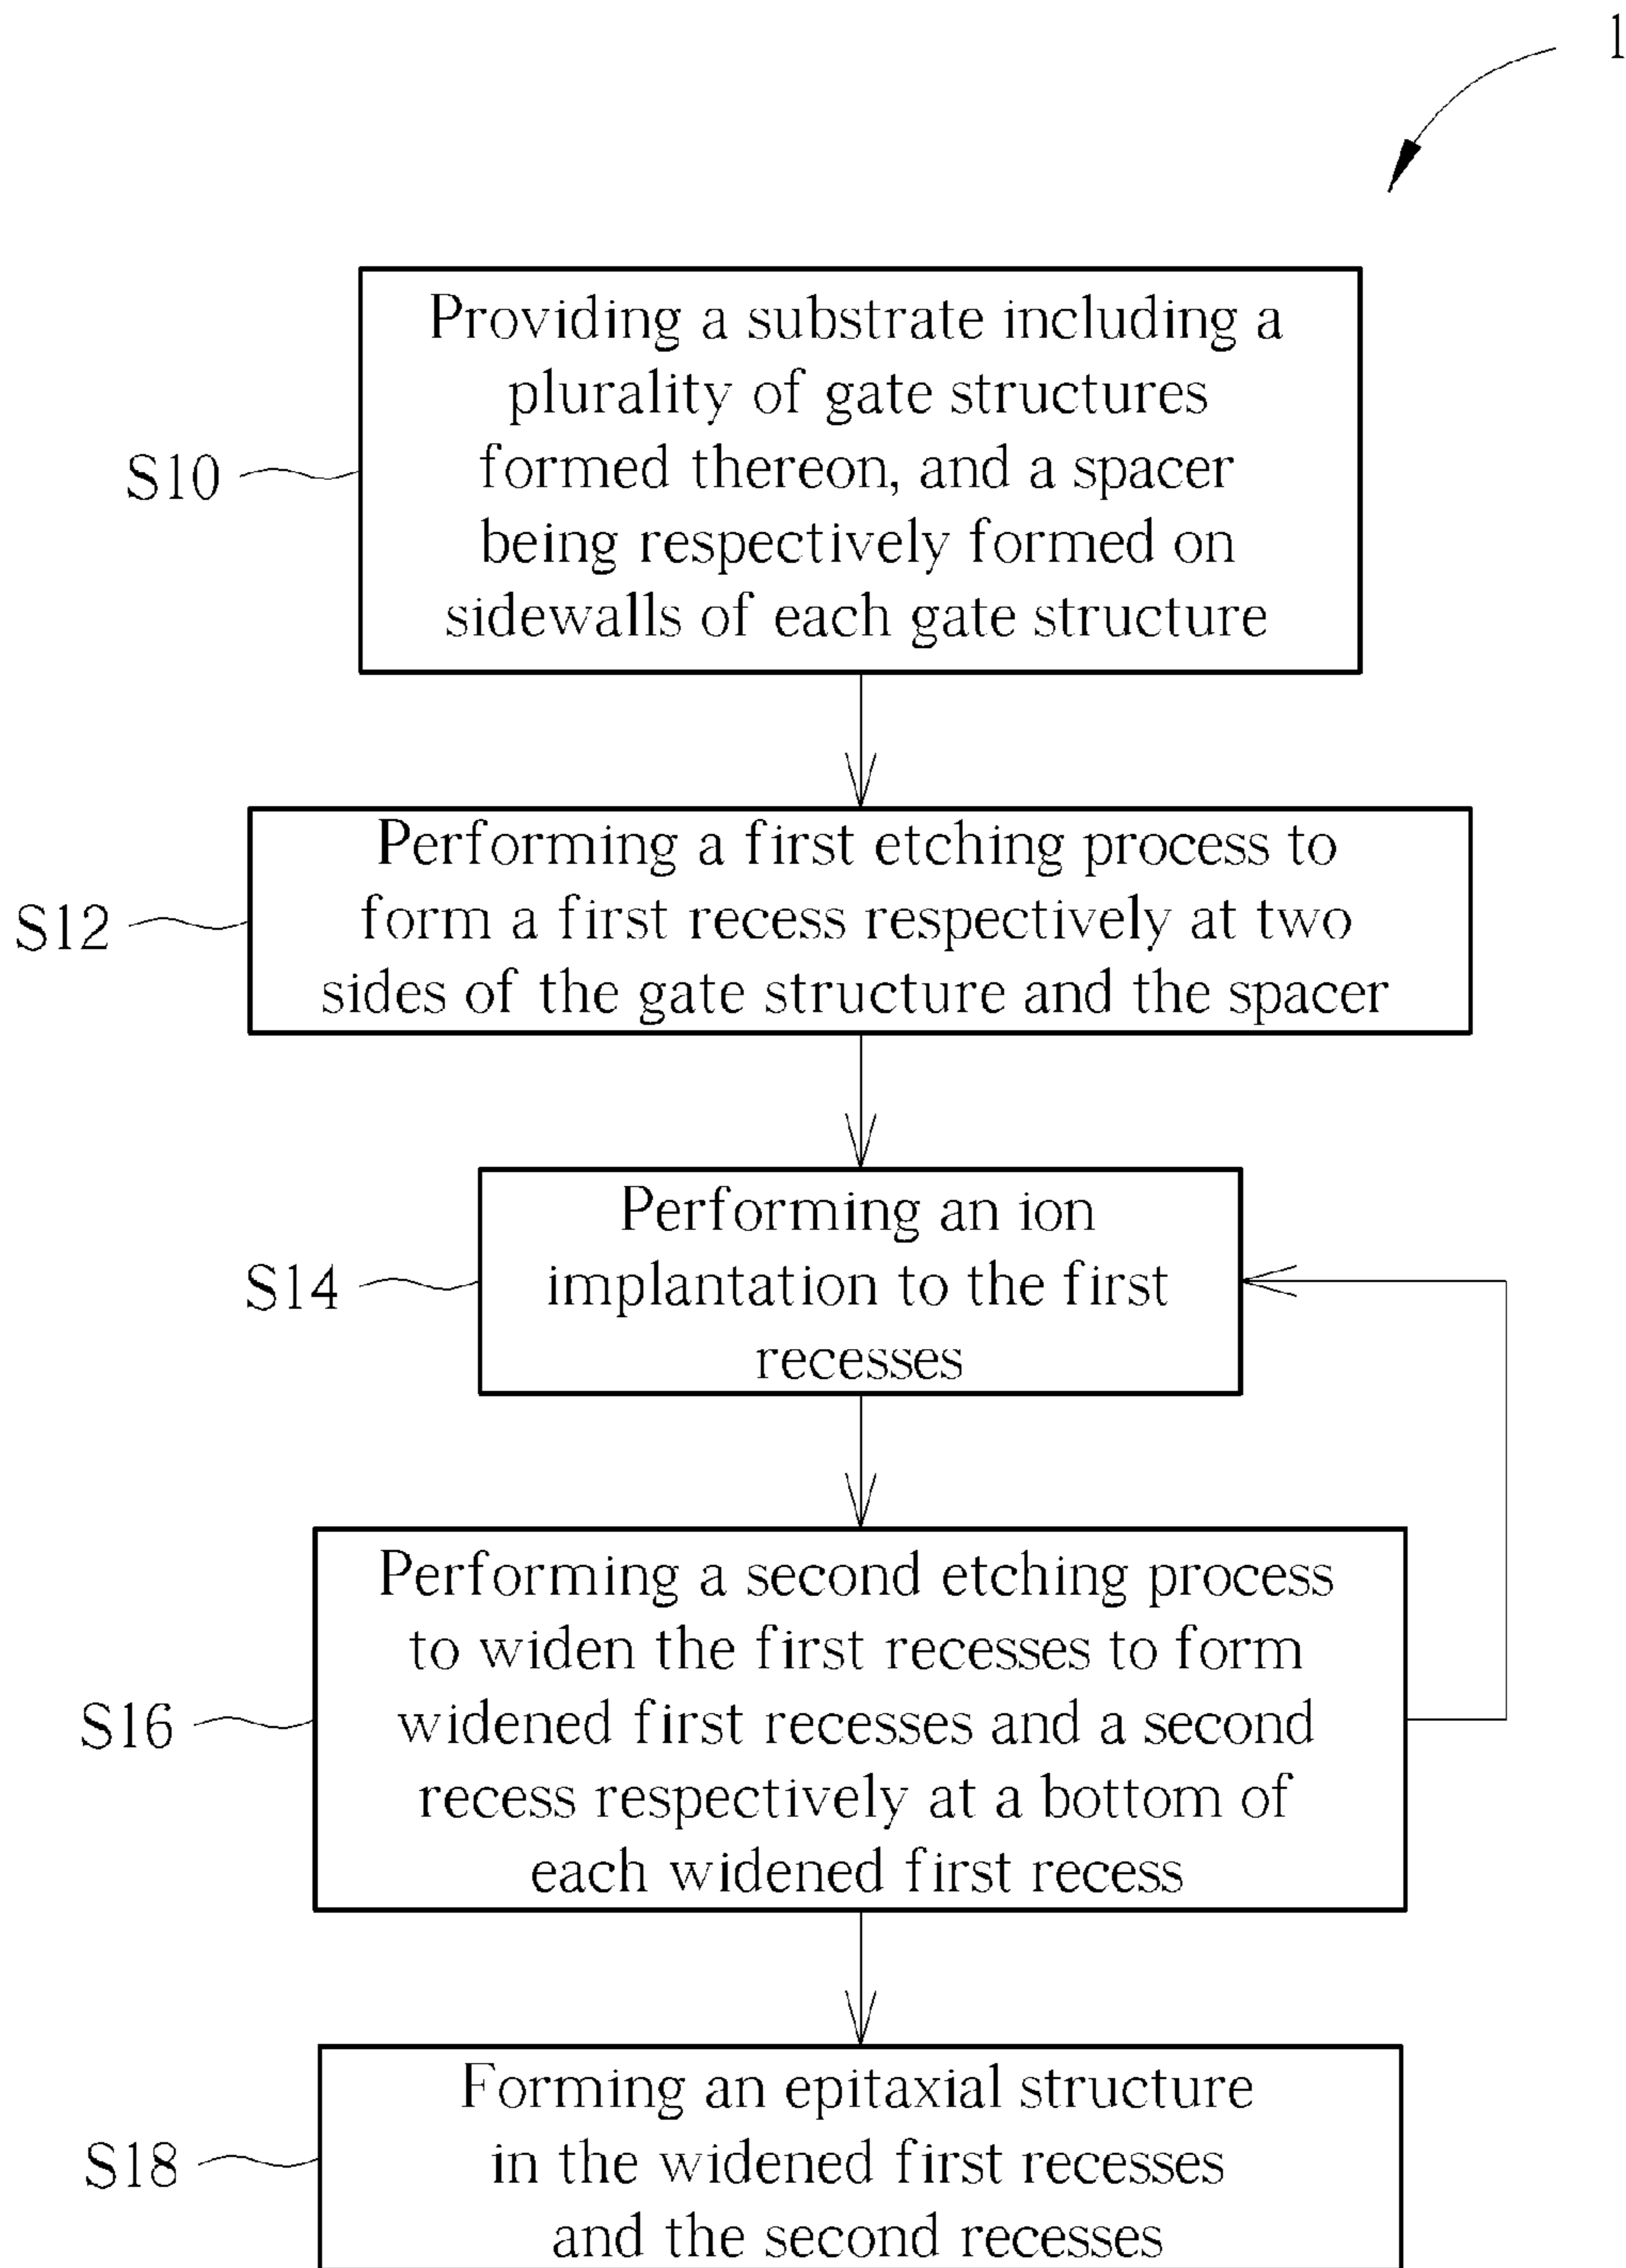 1
Providing a substrate including a
plurality of gate structures
formed thereon, and a spacer
being respectively formed on
sidewalls of each gate structure
S10
Performing a first etching process to
form a first recess respectively at two
sides of the gate structure and the spacer
S12
Performing an ion
implantation to the first
recesses
S14
Performing a second etching process
to widen the first recesses to form
widened first recesses and a second
recess respectively at a bottom of
each widened first recess
S16
Forming an epitaxial structure
in the widened first recesses
and the second recesses
S18